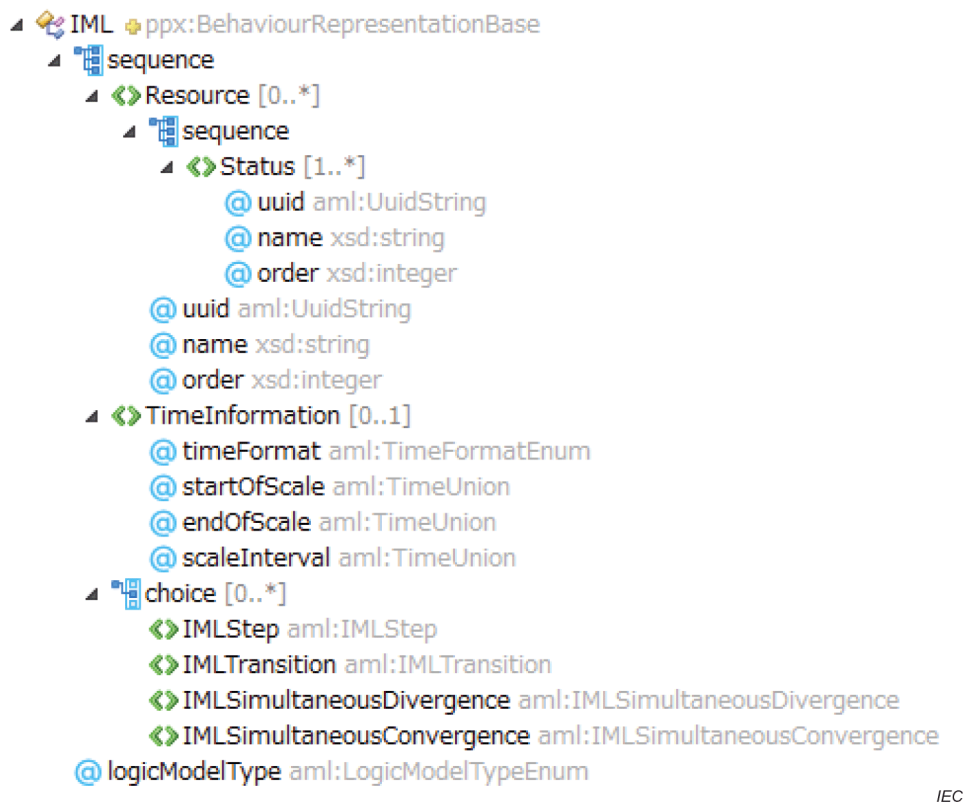 IML ppx:BehaviourRepresentationBase
sequence
Resource [0..*]
sequence
Status [1..*]
@ uuid aml:UuidString
@ name xsd:string
@ order xsd:integer
@ uuid aml:UuidString
@ name xsd:string
@ order xsd:integer
TimeInformation [0..1]
@ timeFormat aml:TimeFormatEnum
@ startOfScale aml:TimeUnion
@ endOfScale aml:TimeUnion
@ scaleInterval aml:TimeUnion
choice [0..*]
IMLStep aml:IMLStep
IMLTransition aml:IMLTransition
IMLSimultaneousDivergence aml:IMLSimultaneousDivergence
IMLSimultaneousConvergence aml:IMLSimultaneousConvergence
@ logicModelType aml:LogicModelTypeEnum
IEC